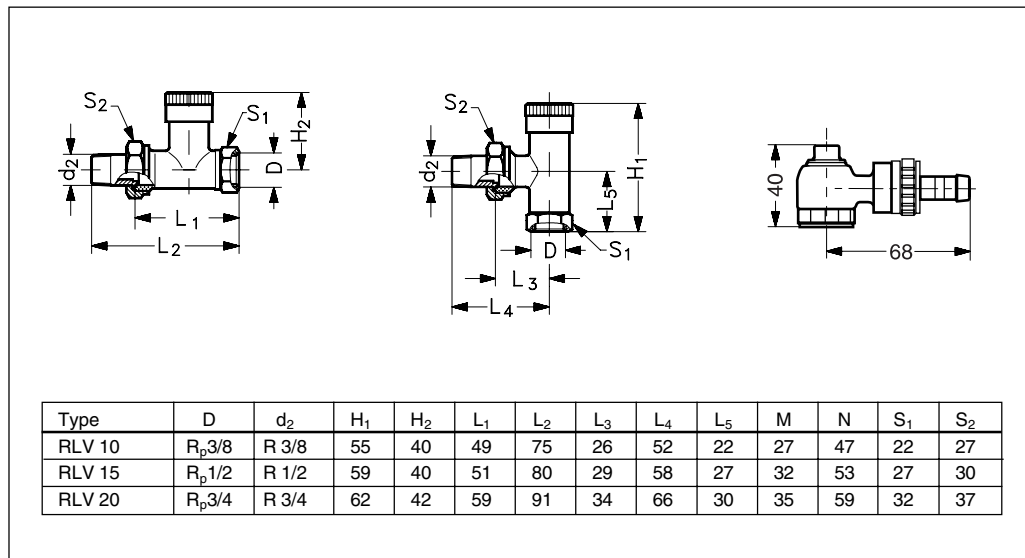 S₂ S₁ H₂ d₂ D L₁ L₂
S₂ d₂ H₁ L₅ D S₁ L₃ L₄
40 68
Type D d₂ H₁ H₂ L₁ L₂ L₃ L₄ L₅ M N S₁ S₂
RLV 10 Rₚ3/8 R 3/8 55 40 49 75 26 52 22 27 47 22 27
RLV 15 Rₚ1/2 R 1/2 59 40 51 80 29 58 27 32 53 27 30
RLV 20 Rₚ3/4 R 3/4 62 42 59 91 34 66 30 35 59 32 37